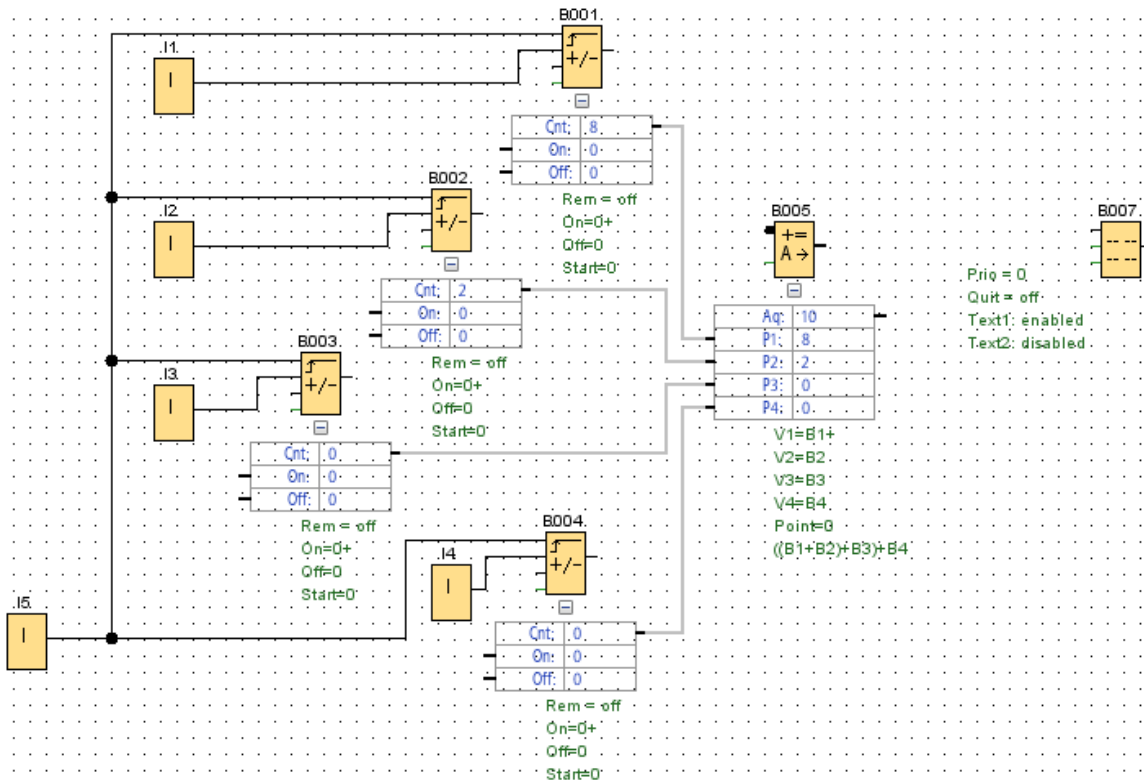 B001
I1
I
+/-
Cnt: 8
On: 0
Off: 0
Rem = off
On=0+
Off=0
Start=0
B002
I2
I
+/-
Cnt: 2
On: 0
Off: 0
Rem = off
On=0+
Off=0
Start=0
B003
I3
I
+/-
Cnt: 0
On: 0
Off: 0
Rem = off
On=0+
Off=0
Start=0
B004
I4
I
+/-
Cnt: 0
On: 0
Off: 0
Rem = off
On=0+
Off=0
Start=0
I5
I
B005
+=
A→
Aq: 10
P1: 8
P2: 2
P3: 0
P4: 0
V1=B1+
V2=B2
V3=B3
V4=B4
Point=0
((B1+B2)+B3)+B4
B007
Prio = 0
Quit = off
Text1: enabled
Text2: disabled